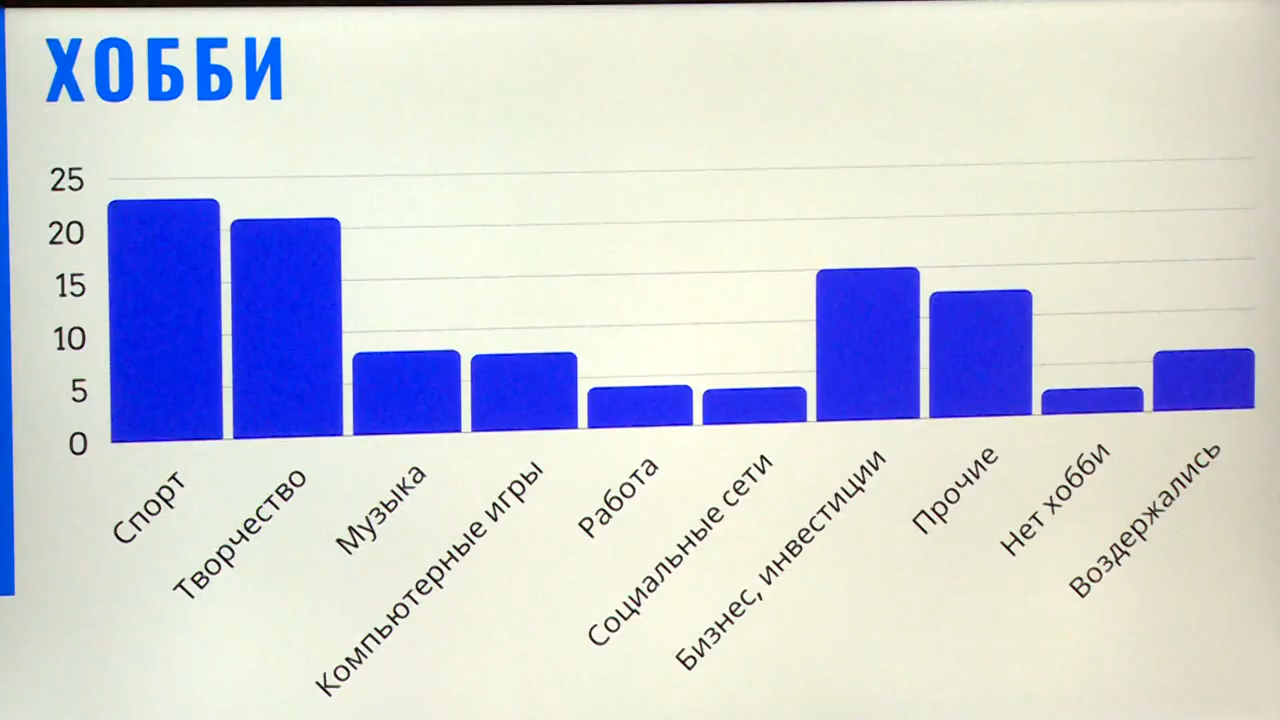 ХОББИ
25
20
15
10
5
0
Спорт
Творчество
Музыка
Компьютерные игры
Работа
Социальные сети
Бизнес, инвестиции
Прочие
Нет хобби
Воздержались